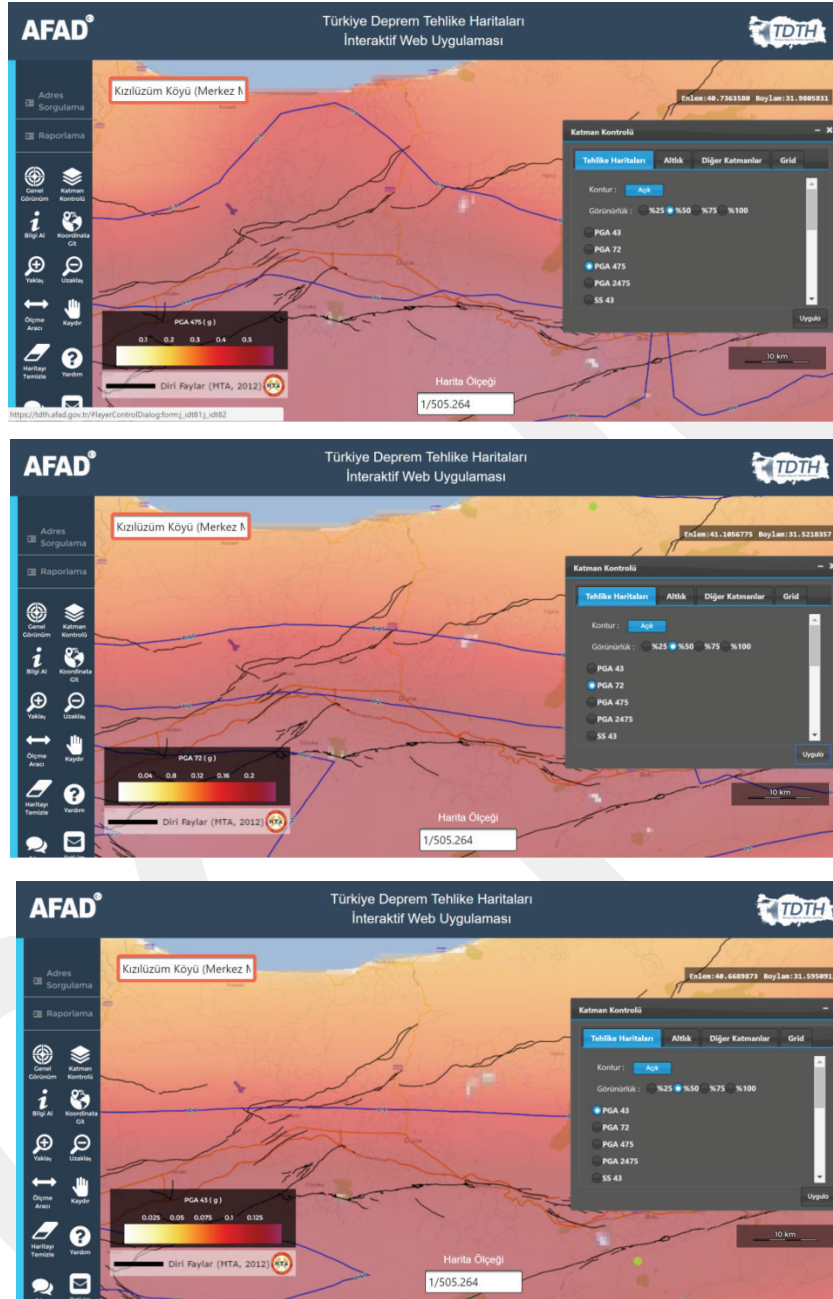 AFAD
Türkiye Deprem Tehlike Haritaları
İnteraktif Web Uygulaması
TDTH
Adres
Sorgulama
Raporlama
Genel
Görünüm
Katman
Kontrolü
Bilgi Al
Koordinata
Git
Yaklaş
Uzaklaş
Ölçme
Aracı
Kaydır
Haritayı
Temizle
Yardım
Kızılüzüm Köyü (Merkez M
Enlem:40.7363580 Boylam:31.9805831
Katman Kontrolü
Tehlike Haritaları Altlık Diğer Katmanlar Grid
Kontur : Açık
Görünürlük : %25 %50 %75 %100
PGA 43
PGA 72
PGA 475
PGA 2475
SS 43
Uygula
PGA 475 ( g )
0.1 0.2 0.3 0.4 0.5
Diri Faylar (MTA, 2012)
MTA
10 km
Harita Ölçeği
1/505.264
https://tdth.afad.gov.tr/#layerControlDialog:form:j_idt81:j_idt82
AFAD
Türkiye Deprem Tehlike Haritaları
İnteraktif Web Uygulaması
TDTH
Adres
Sorgulama
Raporlama
Genel
Görünüm
Katman
Kontrolü
Bilgi Al
Koordinata
Git
Yaklaş
Uzaklaş
Ölçme
Aracı
Kaydır
Haritayı
Temizle
Yardım
Kızılüzüm Köyü (Merkez M
Enlem:41.1056775 Boylam:31.5218357
Katman Kontrolü
Tehlike Haritaları Altlık Diğer Katmanlar Grid
Kontur : Açık
Görünürlük : %25 %50 %75 %100
PGA 43
PGA 72
PGA 475
PGA 2475
SS 43
Uygula
PGA 72 ( g )
0.04 0.8 0.12 0.16 0.2
Diri Faylar (MTA, 2012)
MTA
10 km
Harita Ölçeği
1/505.264
AFAD
Türkiye Deprem Tehlike Haritaları
İnteraktif Web Uygulaması
TDTH
Adres
Sorgulama
Raporlama
Genel
Görünüm
Katman
Kontrolü
Bilgi Al
Koordinata
Git
Yaklaş
Uzaklaş
Ölçme
Aracı
Kaydır
Haritayı
Temizle
Yardım
Kızılüzüm Köyü (Merkez M
Enlem:40.6689873 Boylam:31.595091
Katman Kontrolü
Tehlike Haritaları Altlık Diğer Katmanlar Grid
Kontur : Açık
Görünürlük : %25 %50 %75 %100
PGA 43
PGA 72
PGA 475
PGA 2475
SS 43
Uygula
PGA 43 ( g )
0.025 0.05 0.075 0.1 0.125
Diri Faylar (MTA, 2012)
MTA
10 km
Harita Ölçeği
1/505.264